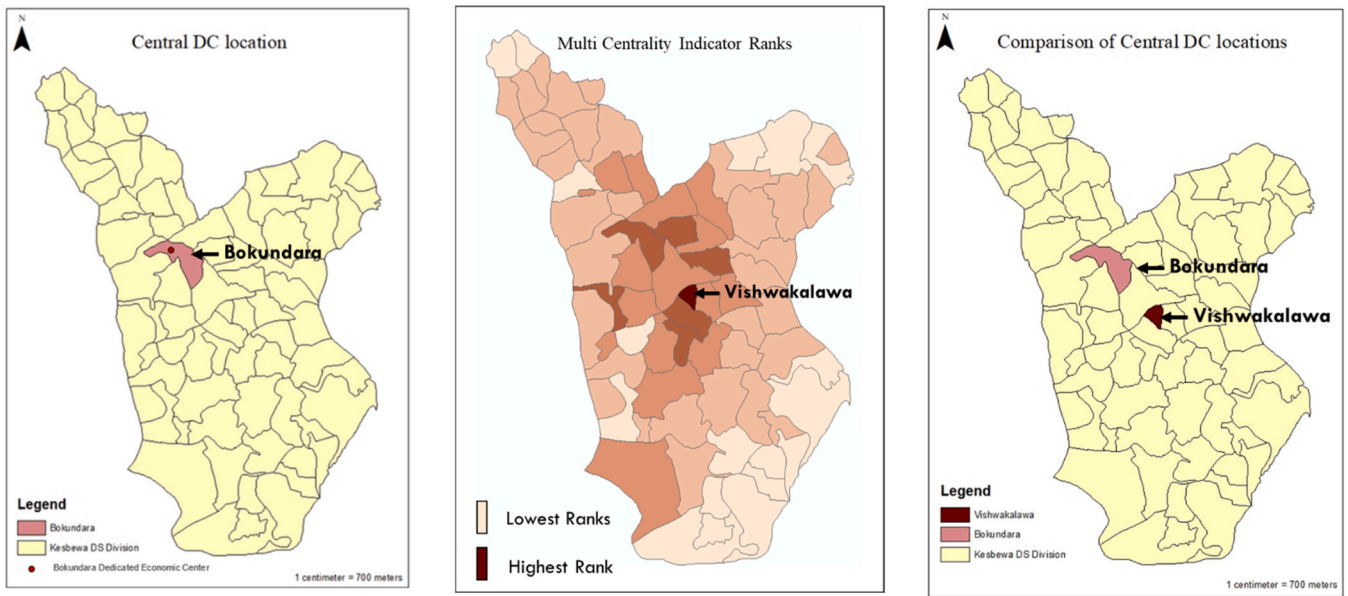 N
Central DC location
Bokundara
Legend
Bokundara
Kesbewa DS Division
Bokundara Dedicated Economic Center
1 centimeter = 700 meters
Multi Centrality Indicator Ranks
Vishwakalawa
Lowest Ranks
Highest Rank
N
Comparison of Central DC locations
Bokundara
Vishwakalawa
Legend
Vishwakalawa
Bokundara
Kesbewa DS Division
1 centimeter = 700 meters